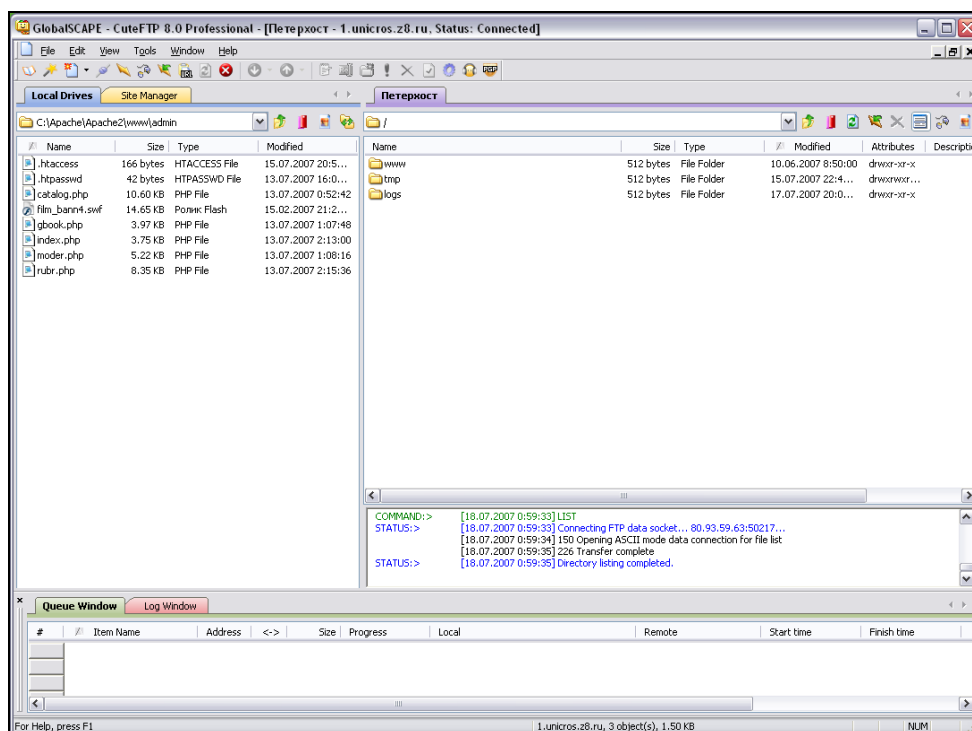 GlobalSCAPE - CuteFTP 8.0 Professional - [Петерхост - 1.unicros.z8.ru, Status: Connected]
File Edit View Tools Window Help
Local Drives Site Manager Петерхост
C:\Apache\Apache2\www\admin /
Name Size Type Modified Name Size Type Modified Attributes Descripti
.htaccess 166 bytes HTACCESS File 15.07.2007 20:5... www 512 bytes File Folder 10.06.2007 8:50:00 drwxr-xr-x
.htpasswd 42 bytes HTPASSWD File 13.07.2007 16:0... tmp 512 bytes File Folder 15.07.2007 22:4... drwxrwxr...
catalog.php 10.60 KB PHP File 13.07.2007 0:52:42 logs 512 bytes File Folder 17.07.2007 20:0... drwxr-xr-x
film_bann4.swf 14.65 KB Ролик Flash 15.02.2007 21:2...
gbook.php 3.97 KB PHP File 13.07.2007 1:07:48
index.php 3.75 KB PHP File 13.07.2007 2:13:00
moder.php 5.22 KB PHP File 13.07.2007 1:08:16
rubr.php 8.35 KB PHP File 13.07.2007 2:15:36
COMMAND:> [18.07.2007 0:59:33] LIST
STATUS:> [18.07.2007 0:59:33] Connecting FTP data socket... 80.93.59.63:50217...
[18.07.2007 0:59:34] 150 Opening ASCII mode data connection for file list
[18.07.2007 0:59:35] 226 Transfer complete
STATUS:> [18.07.2007 0:59:35] Directory listing completed.
Queue Window Log Window
# Item Name Address <-> Size Progress Local Remote Start time Finish time
For Help, press F1 1.unicros.z8.ru, 3 object(s), 1.50 KB NUM